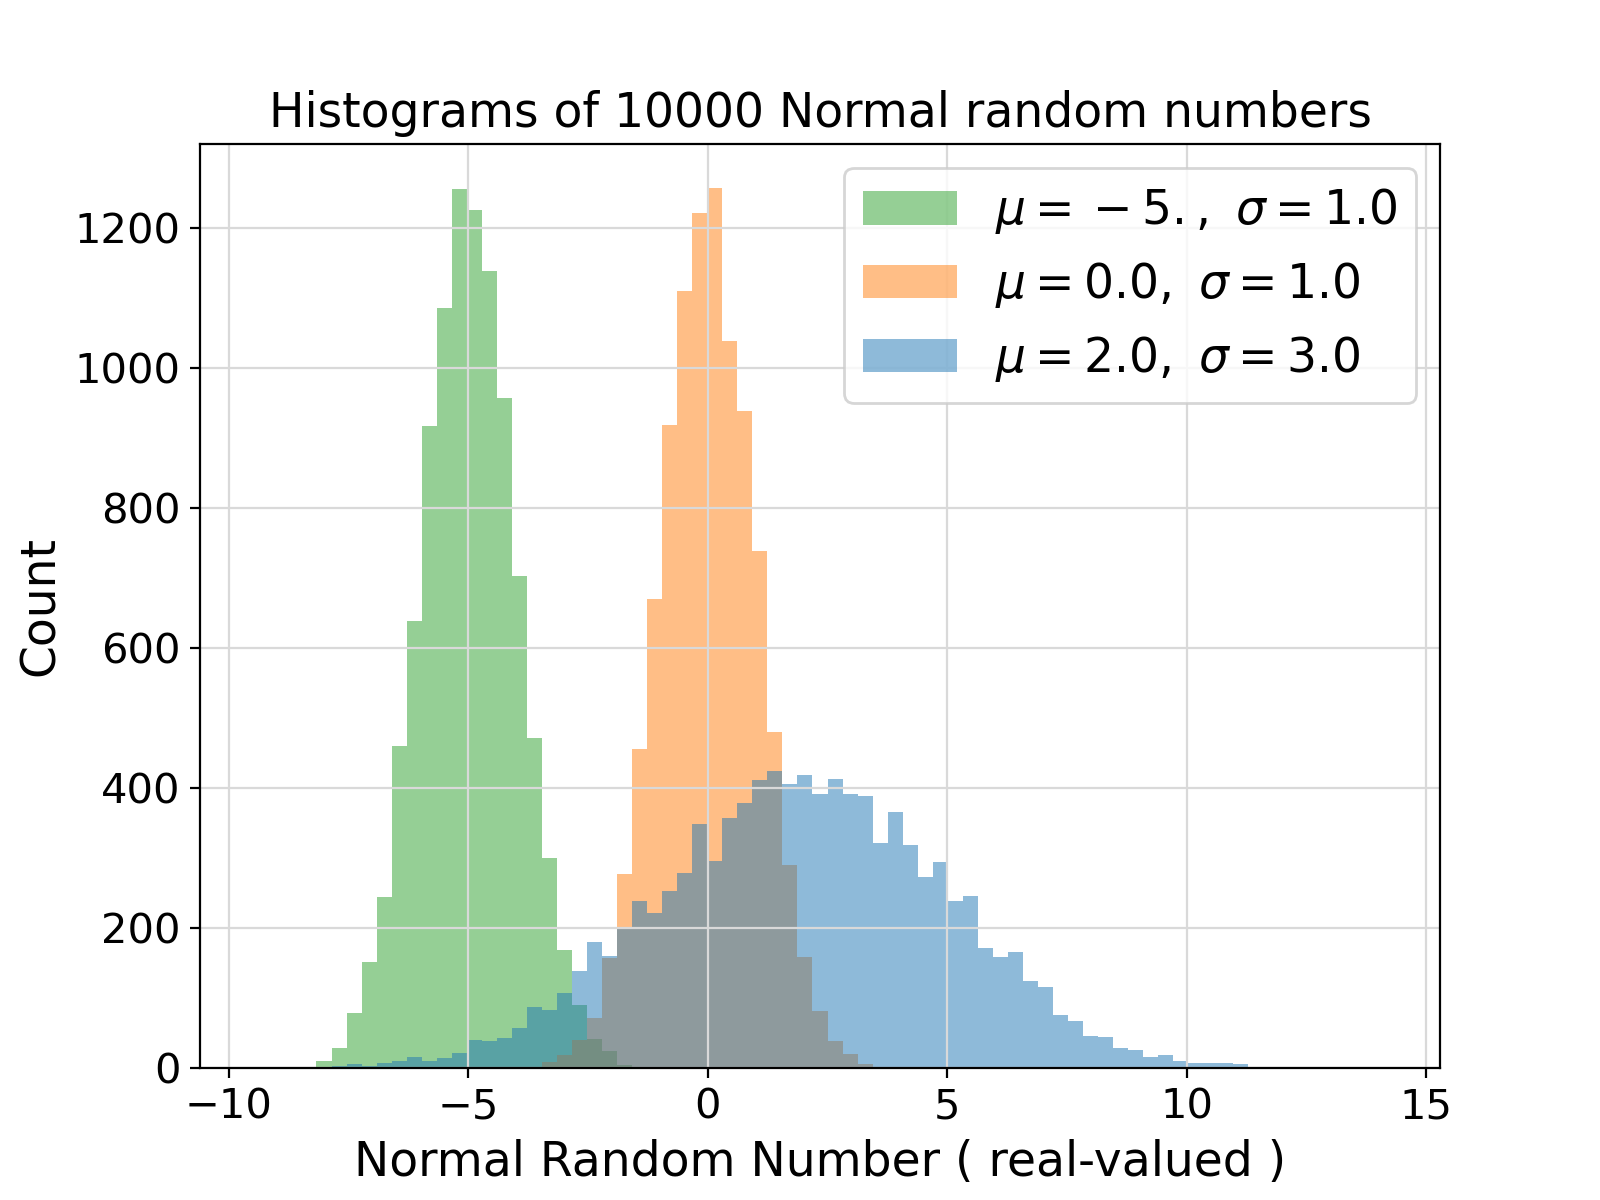 Histograms of 10000 Normal random numbers
μ = − 5. , σ = 1.0
μ = 0.0, σ = 1.0
μ = 2.0, σ = 3.0
1200
1000
800
600
400
200
0
Count
−10 −5 0 5 10 15
Normal Random Number ( real-valued )